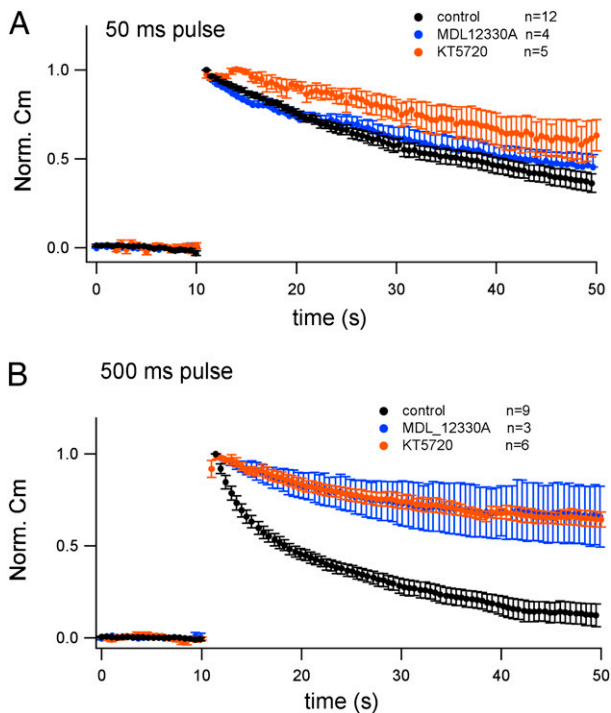 A
50 ms pulse
control n=12
MDL12330A n=4
KT5720 n=5
Norm. Cm
1.0
0.5
0.0
0 10 20 30 40 50
time (s)
B
500 ms pulse
control n=9
MDL_12330A n=3
KT5720 n=6
Norm. Cm
1.0
0.5
0.0
0 10 20 30 40 50
time (s)